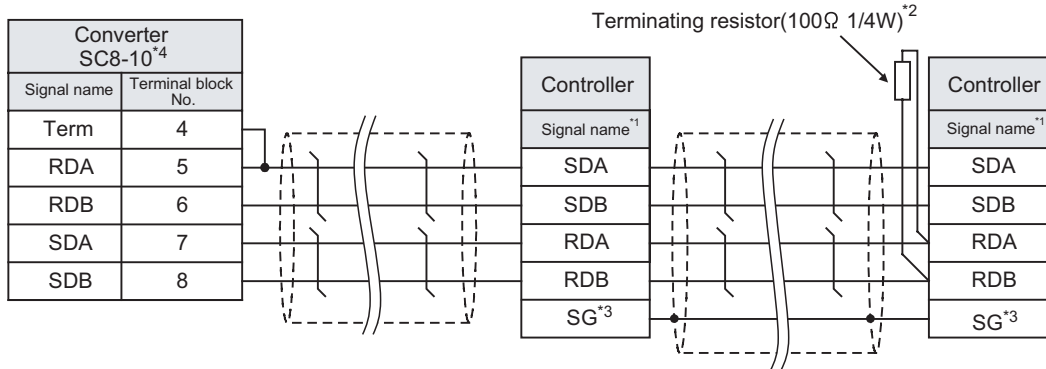 Terminating resistor(100Ω 1/4W)*2
Converter
SC8-10*4
Signal name
Terminal block
No.
Term
4
RDA
5
RDB
6
SDA
7
SDB
8
Controller
Signal name*1
SDA
SDB
RDA
RDB
SG*3
Controller
Signal name*1
SDA
SDB
RDA
RDB
SG*3